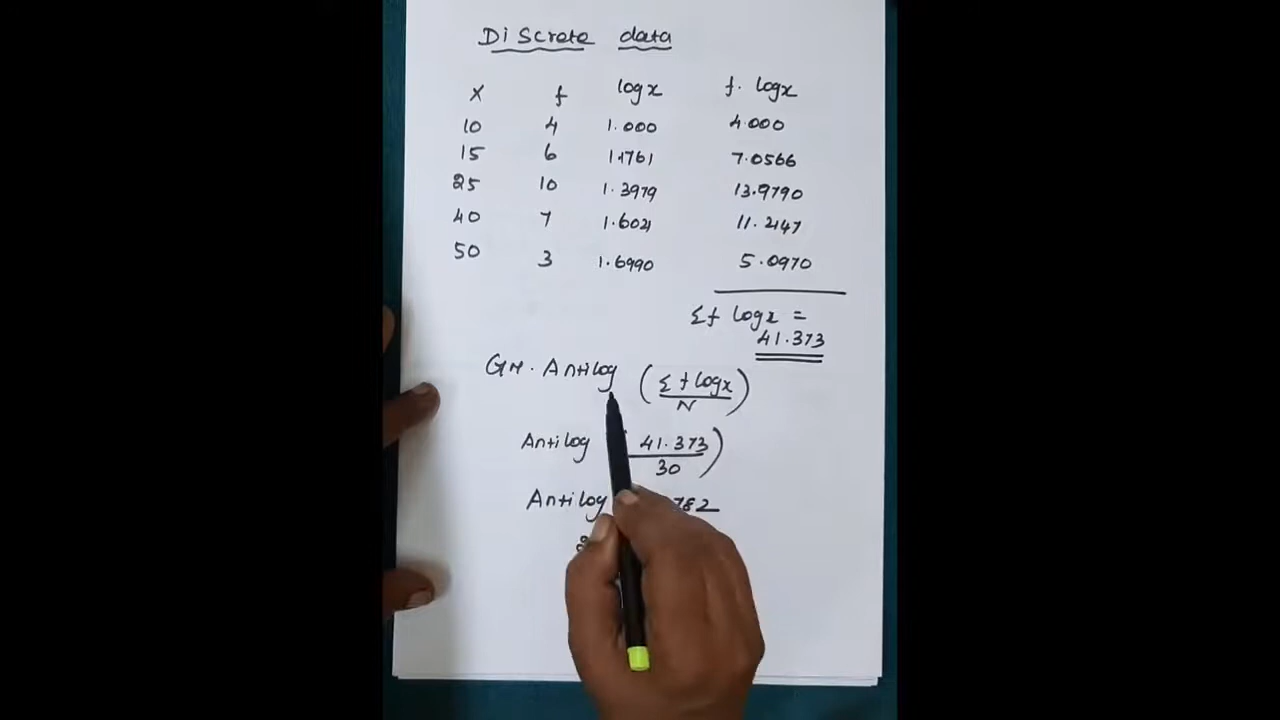 Discrete data
x f logx f. logx
10 4 1.000 4.000
15 6 1.1761 7.0566
25 10 1.3979 13.9790
40 7 1.6021 11.2147
50 3 1.6990 5.0970
Σf logx =
41.373
GM. Antilog (Σ f logx / N)
Antilog 41.373 / 30)
Antilog 782